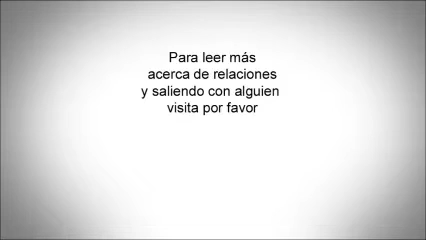 Para leer más
acerca de relaciones
y saliendo con alguien
visita por favor